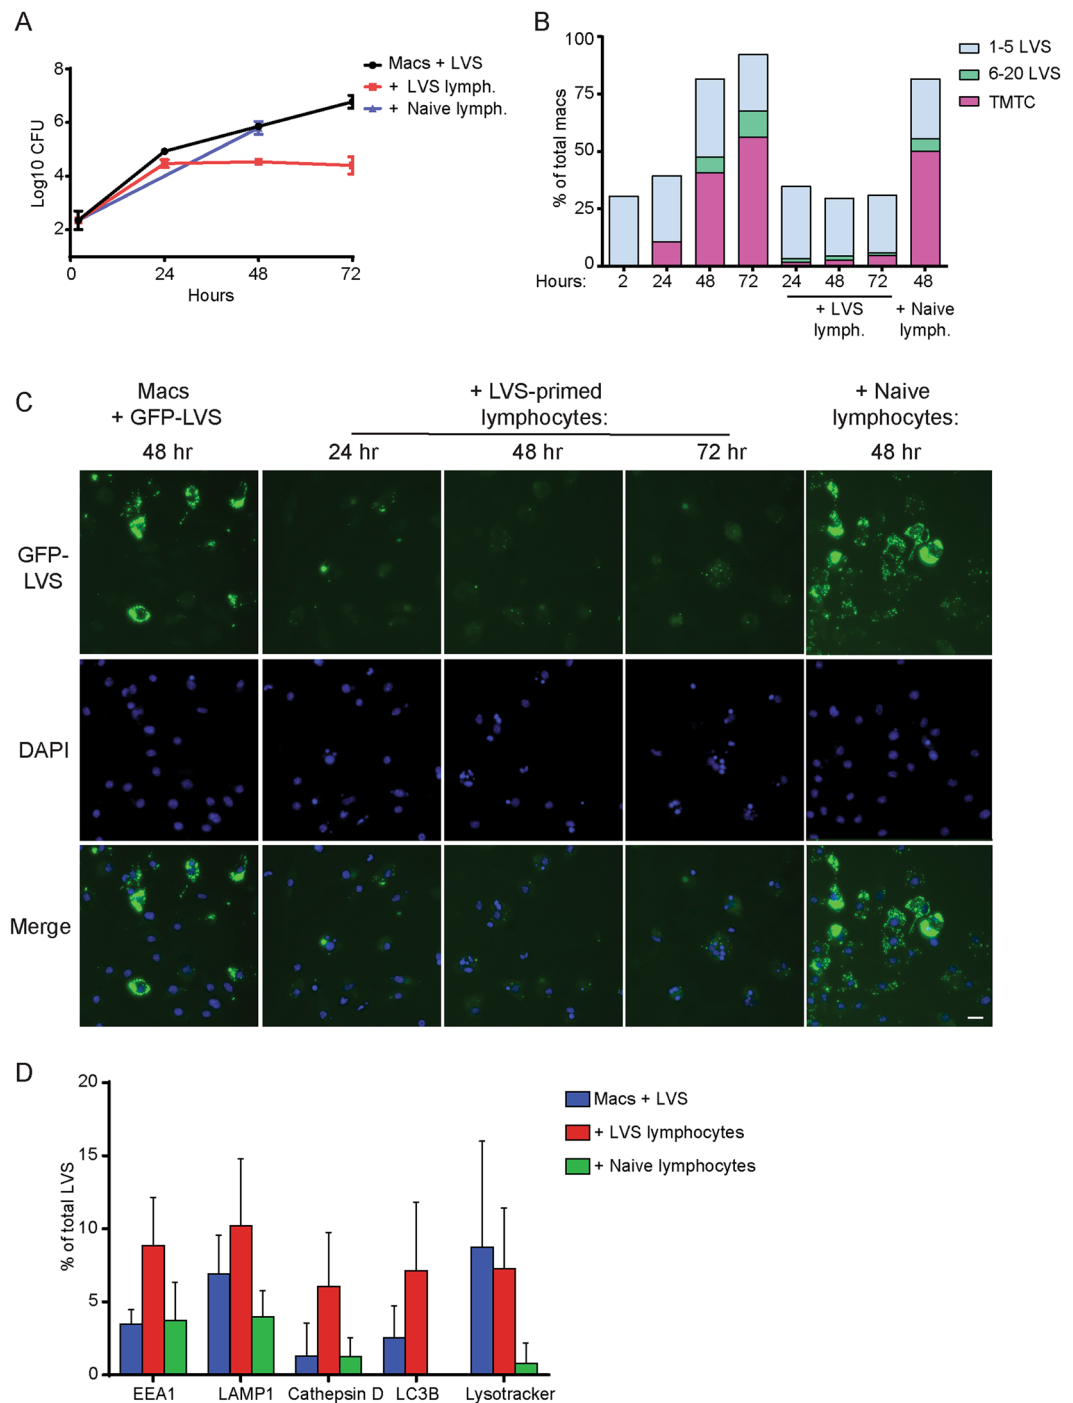 A
8
6
4
2
0
24
48
72
Log10 CFU
Hours
Macs + LVS
+ LVS lymph.
+ Naive lymph.
B
100
75
50
25
0
% of total macs
Hours:
2
24
48
72
24
48
72
48
+ LVS
lymph.
+ Naive
lymph.
1-5 LVS
6-20 LVS
TMTC
C
Macs
+ GFP-LVS
48 hr
+ LVS-primed
lymphocytes:
24 hr
48 hr
72 hr
+ Naive
lymphocytes:
48 hr
GFP-
LVS
DAPI
Merge
D
20
15
10
5
0
% of total LVS
EEA1
LAMP1
Cathepsin D
LC3B
Lysotracker
Macs + LVS
+ LVS lymphocytes
+ Naive lymphocytes